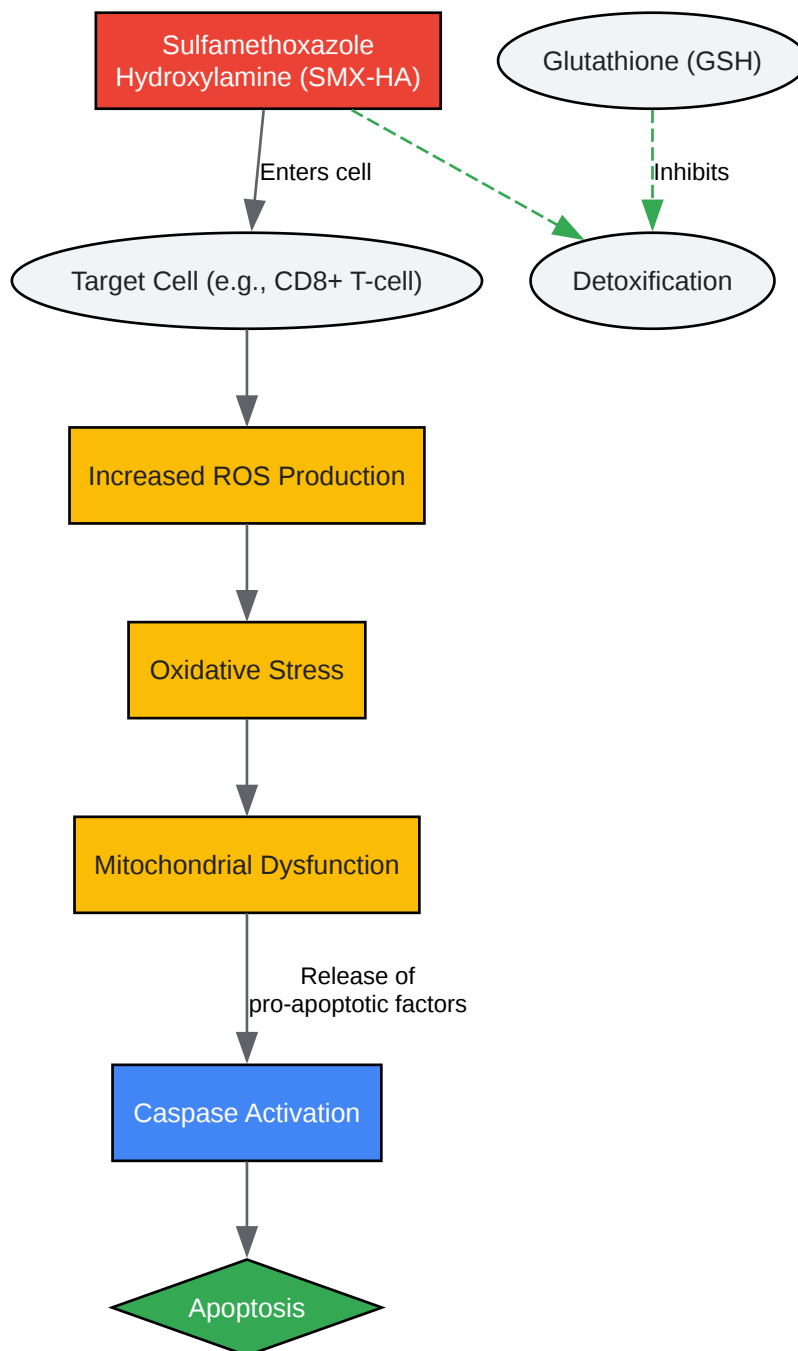 Sulfamethoxazole
Hydroxylamine (SMX-HA)
Glutathione (GSH)
Enters cell
Inhibits
Target Cell (e.g., CD8+ T-cell)
Detoxification
Increased ROS Production
Oxidative Stress
Mitochondrial Dysfunction
Release of
pro-apoptotic factors
Caspase Activation
Apoptosis